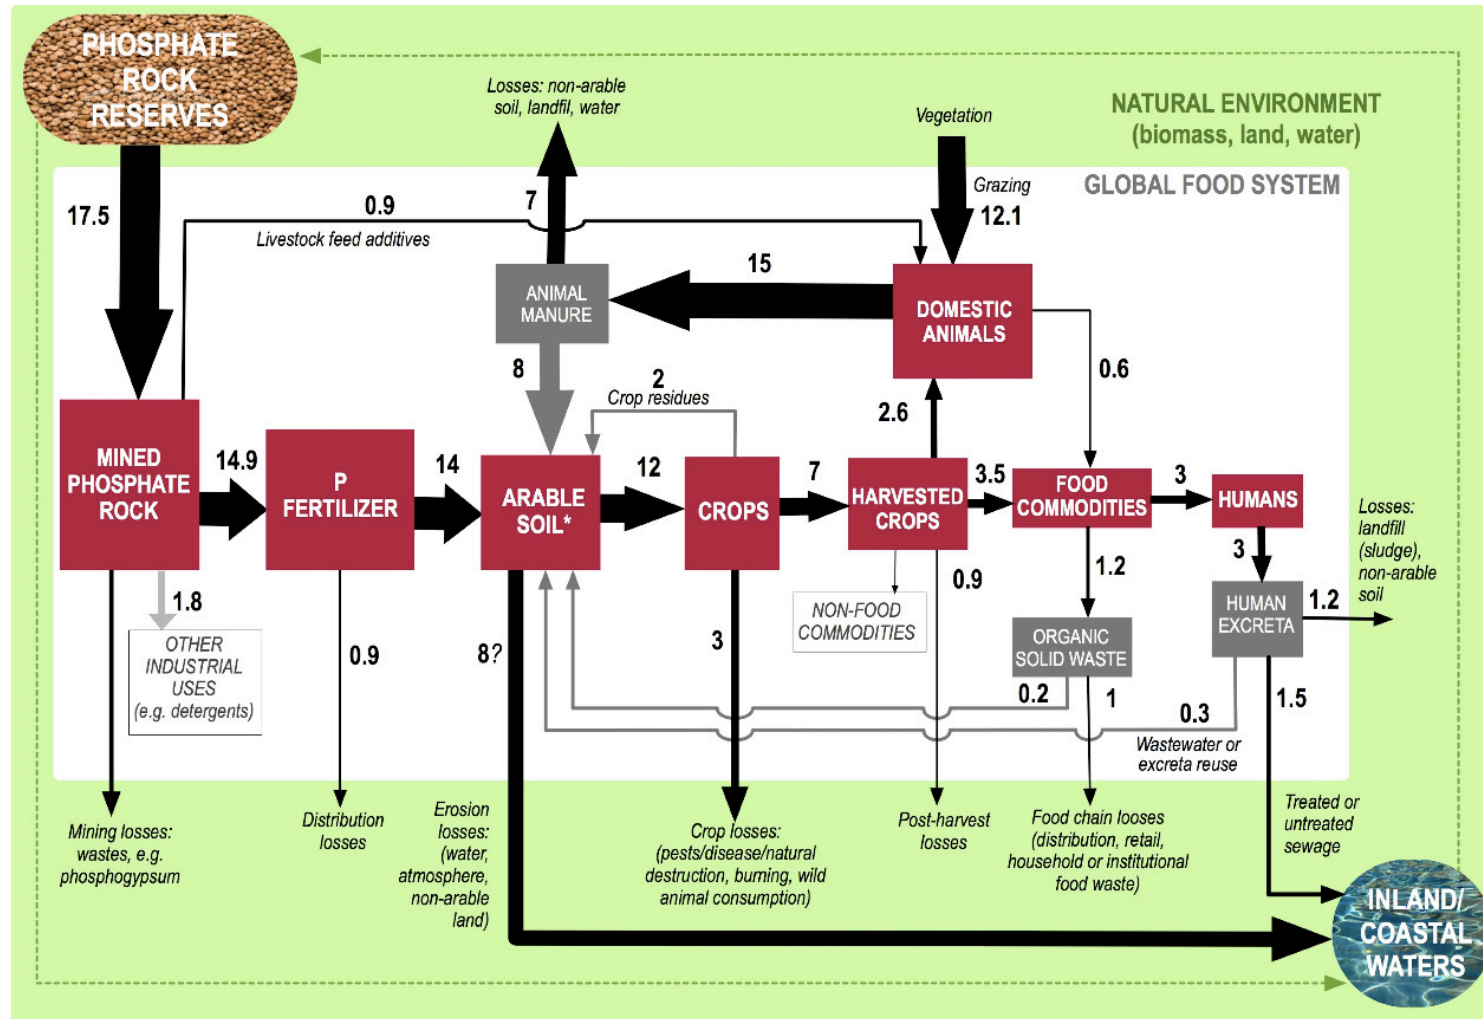 PHOSPHATE
ROCK
RESERVES
Losses: non-arable
soil, landfil, water
Vegetation
NATURAL ENVIRONMENT
(biomass, land, water)
GLOBAL FOOD SYSTEM
Grazing
12.1
17.5
0.9
Livestock feed additives
7
ANIMAL
MANURE
15
DOMESTIC
ANIMALS
8
2
Crop residues
2.6
0.6
MINED
PHOSPHATE
ROCK
14.9
P
FERTILIZER
14
ARABLE
SOIL*
12
CROPS
7
HARVESTED
CROPS
3.5
FOOD
COMMODITIES
3
HUMANS
Losses:
landfill
(sludge),
non-arable
soil
1.8
OTHER
INDUSTRIAL
USES
(e.g. detergents)
0.9
8?
3
NON-FOOD
COMMODITIES
0.9
1.2
ORGANIC
SOLID WASTE
3
HUMAN
EXCRETA
1.2
0.2
1
0.3
Wastewater or
excreta reuse
1.5
Mining losses:
wastes, e.g.
phosphogypsum
Distribution
losses
Erosion
losses:
(water,
atmosphere,
non-arable
land)
Crop losses:
(pests/disease/natural
destruction, burning, wild
animal consumption)
Post-harvest
losses
Food chain looses
(distribution, retail,
household or institutional
food waste)
Treated or
untreated
sewage
INLAND/
COASTAL
WATERS